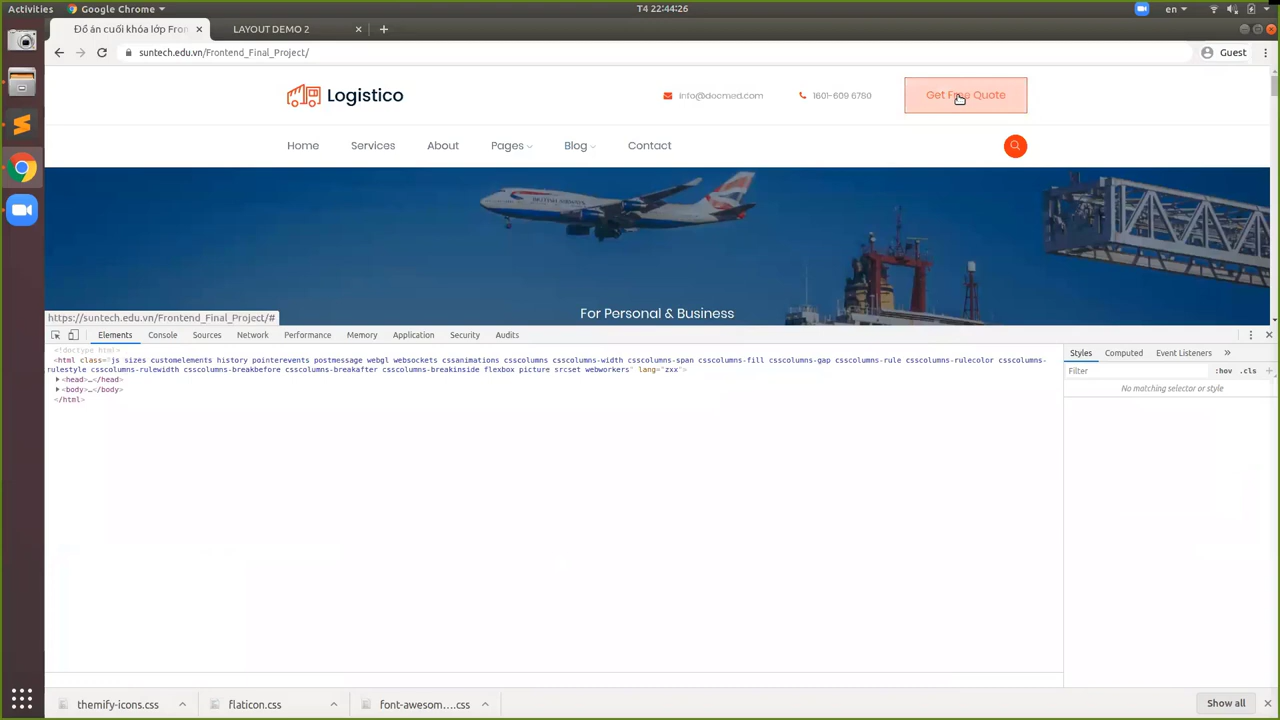 Activities
Google Chrome
T4 22:44:26
en
Đồ án cuối khóa lớp Fron
LAYOUT DEMO 2
suntech.edu.vn/Frontend_Final_Project/
Guest
Logistico
info@docmed.com
1601-609 6780
Get Free Quote
Home
Services
About
Pages
Blog
Contact
BRITISH AIRWAYS
For Personal & Business
https://suntech.edu.vn/Frontend_Final_Project/#
Elements
Console
Sources
Network
Performance
Memory
Application
Security
Audits
<!doctype html>
<html class="js sizes customelements history pointerevents postmessage webgl websockets cssanimations csscolumns csscolumns-width csscolumns-span csscolumns-fill csscolumns-gap csscolumns-rule csscolumns-rulecolor csscolumns-
rulestyle csscolumns-rulewidth csscolumns-breakbefore csscolumns-breakafter csscolumns-breakinside flexbox picture srcset webworkers" lang="zxx">
<head>…</head>
<body>…</body>
</html>
Styles
Computed
Event Listeners
»
Filter
:hov
.cls
+
No matching selector or style
themify-icons.css
flaticon.css
font-awesom....css
Show all